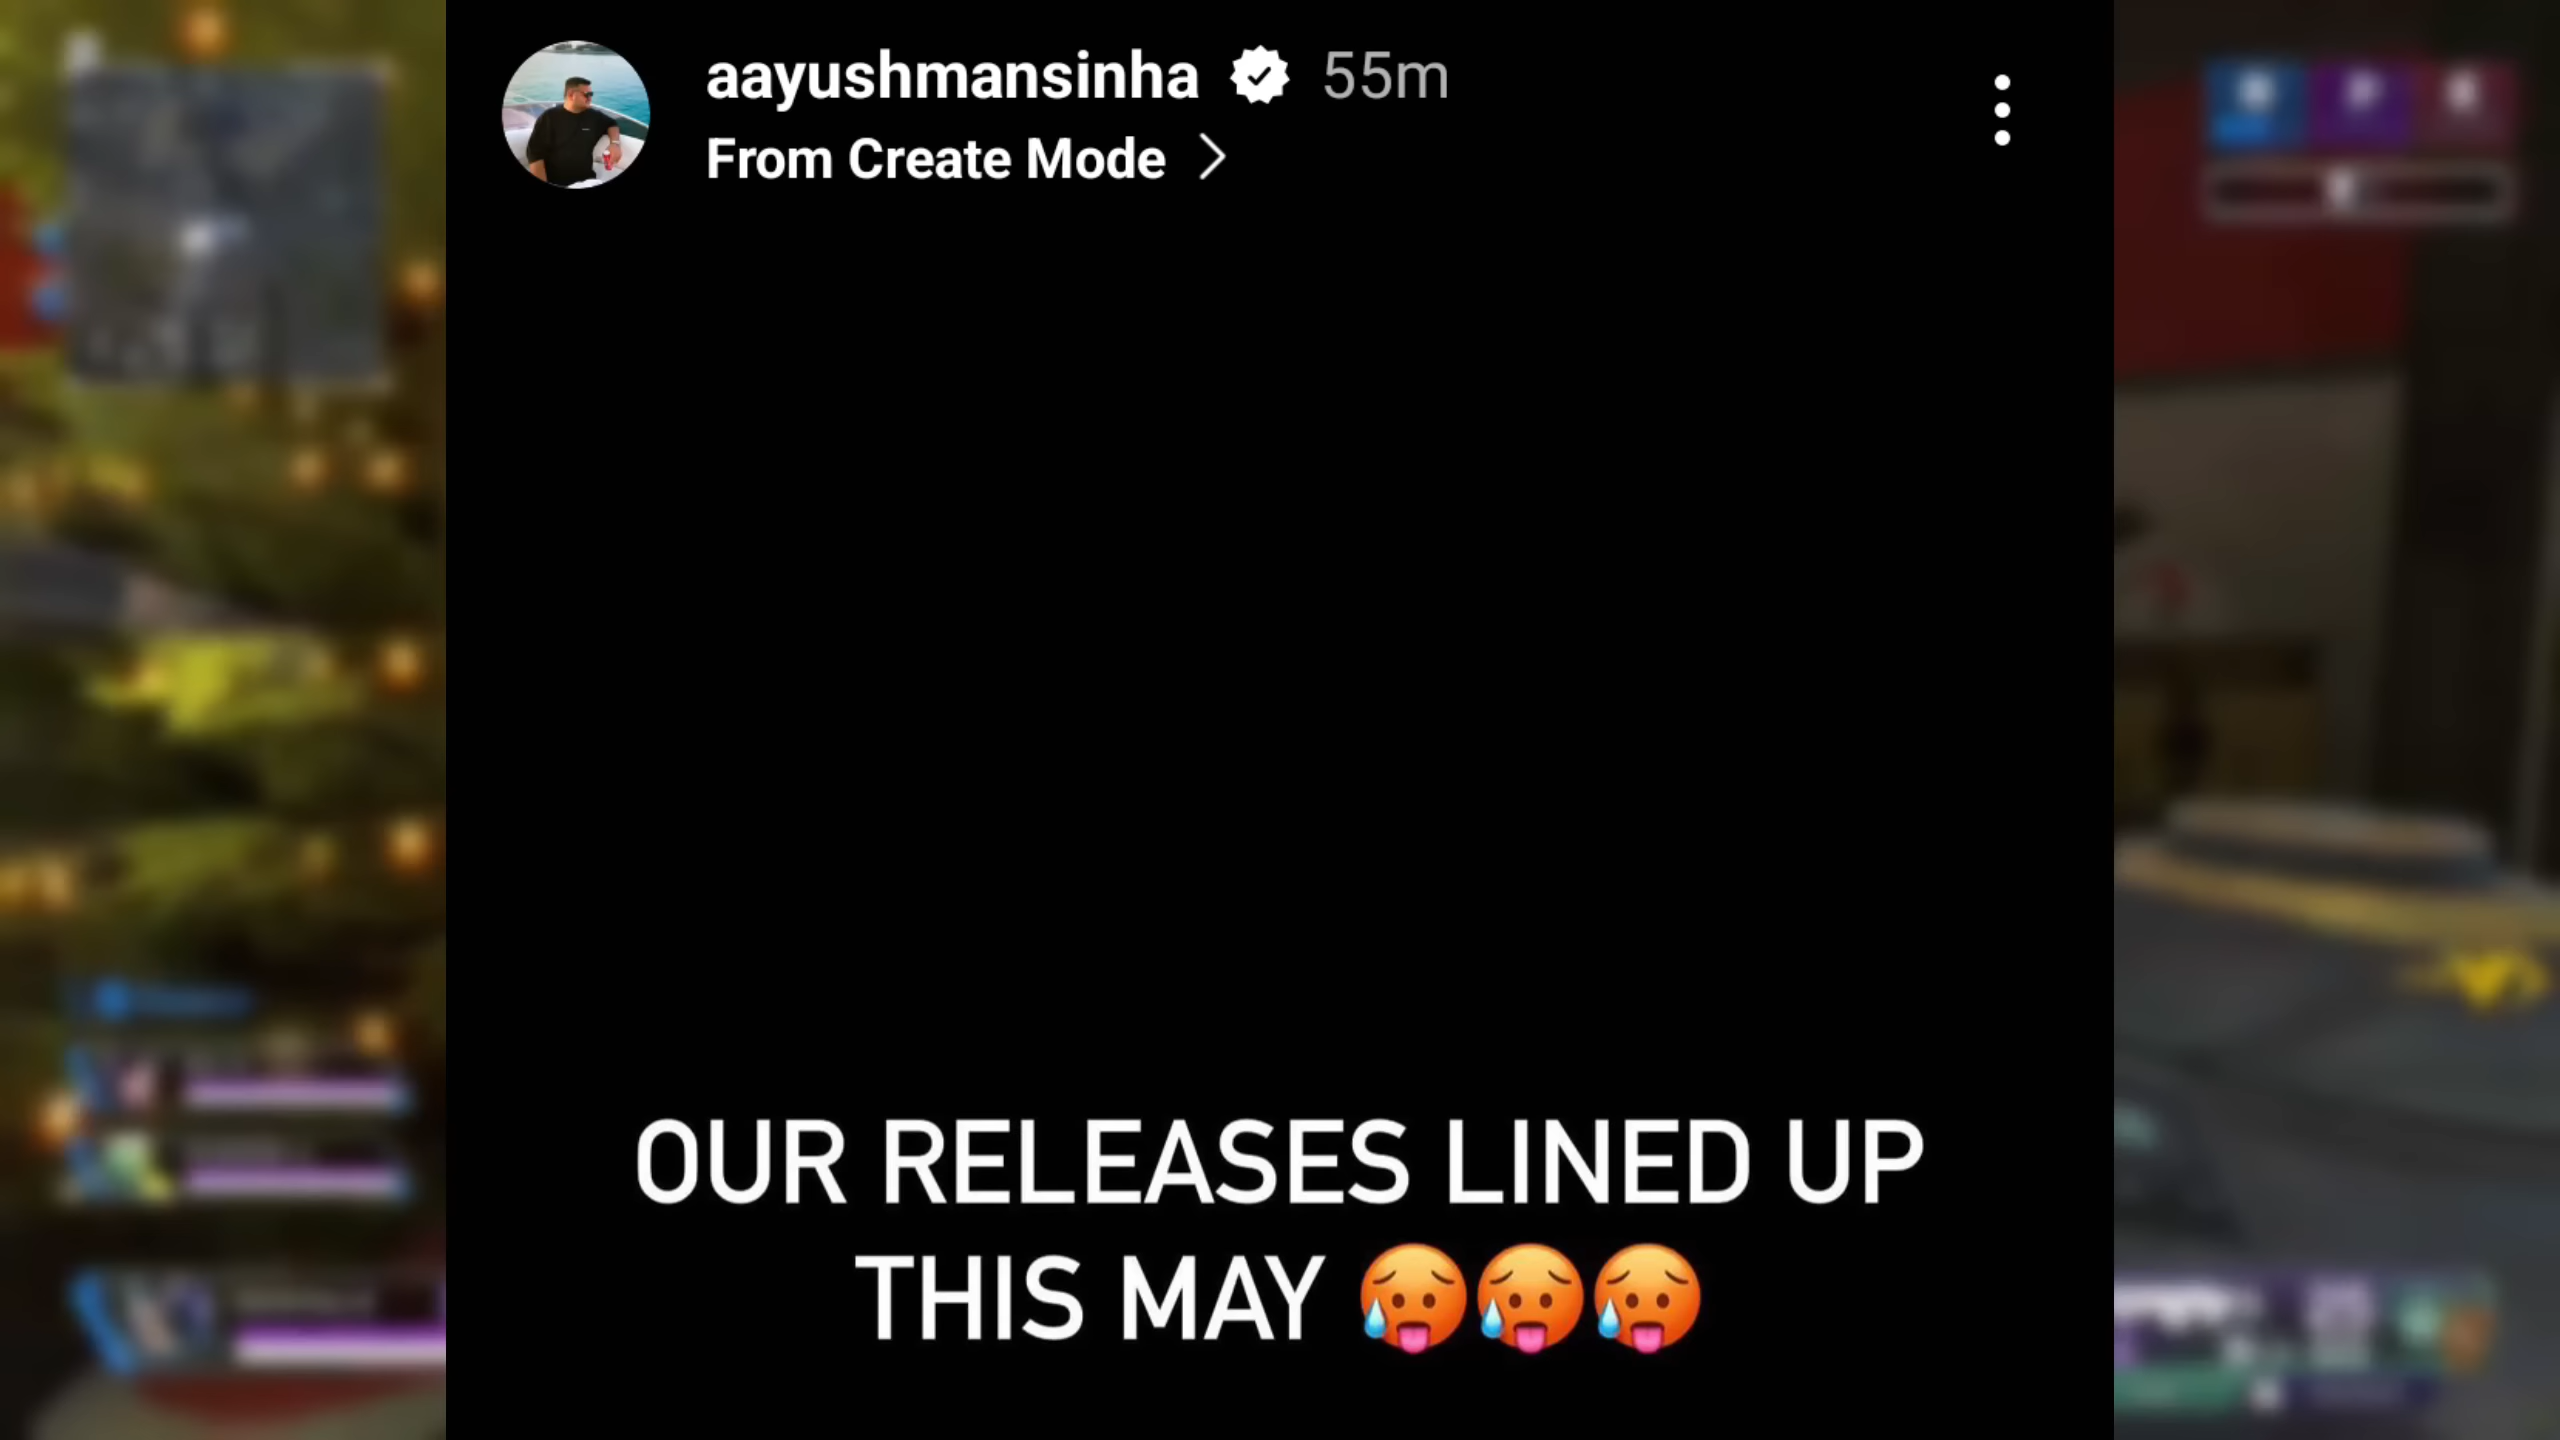 aayushmansinha 55m
From Create Mode
OUR RELEASES LINED UP
THIS MAY 🥵🥵🥵